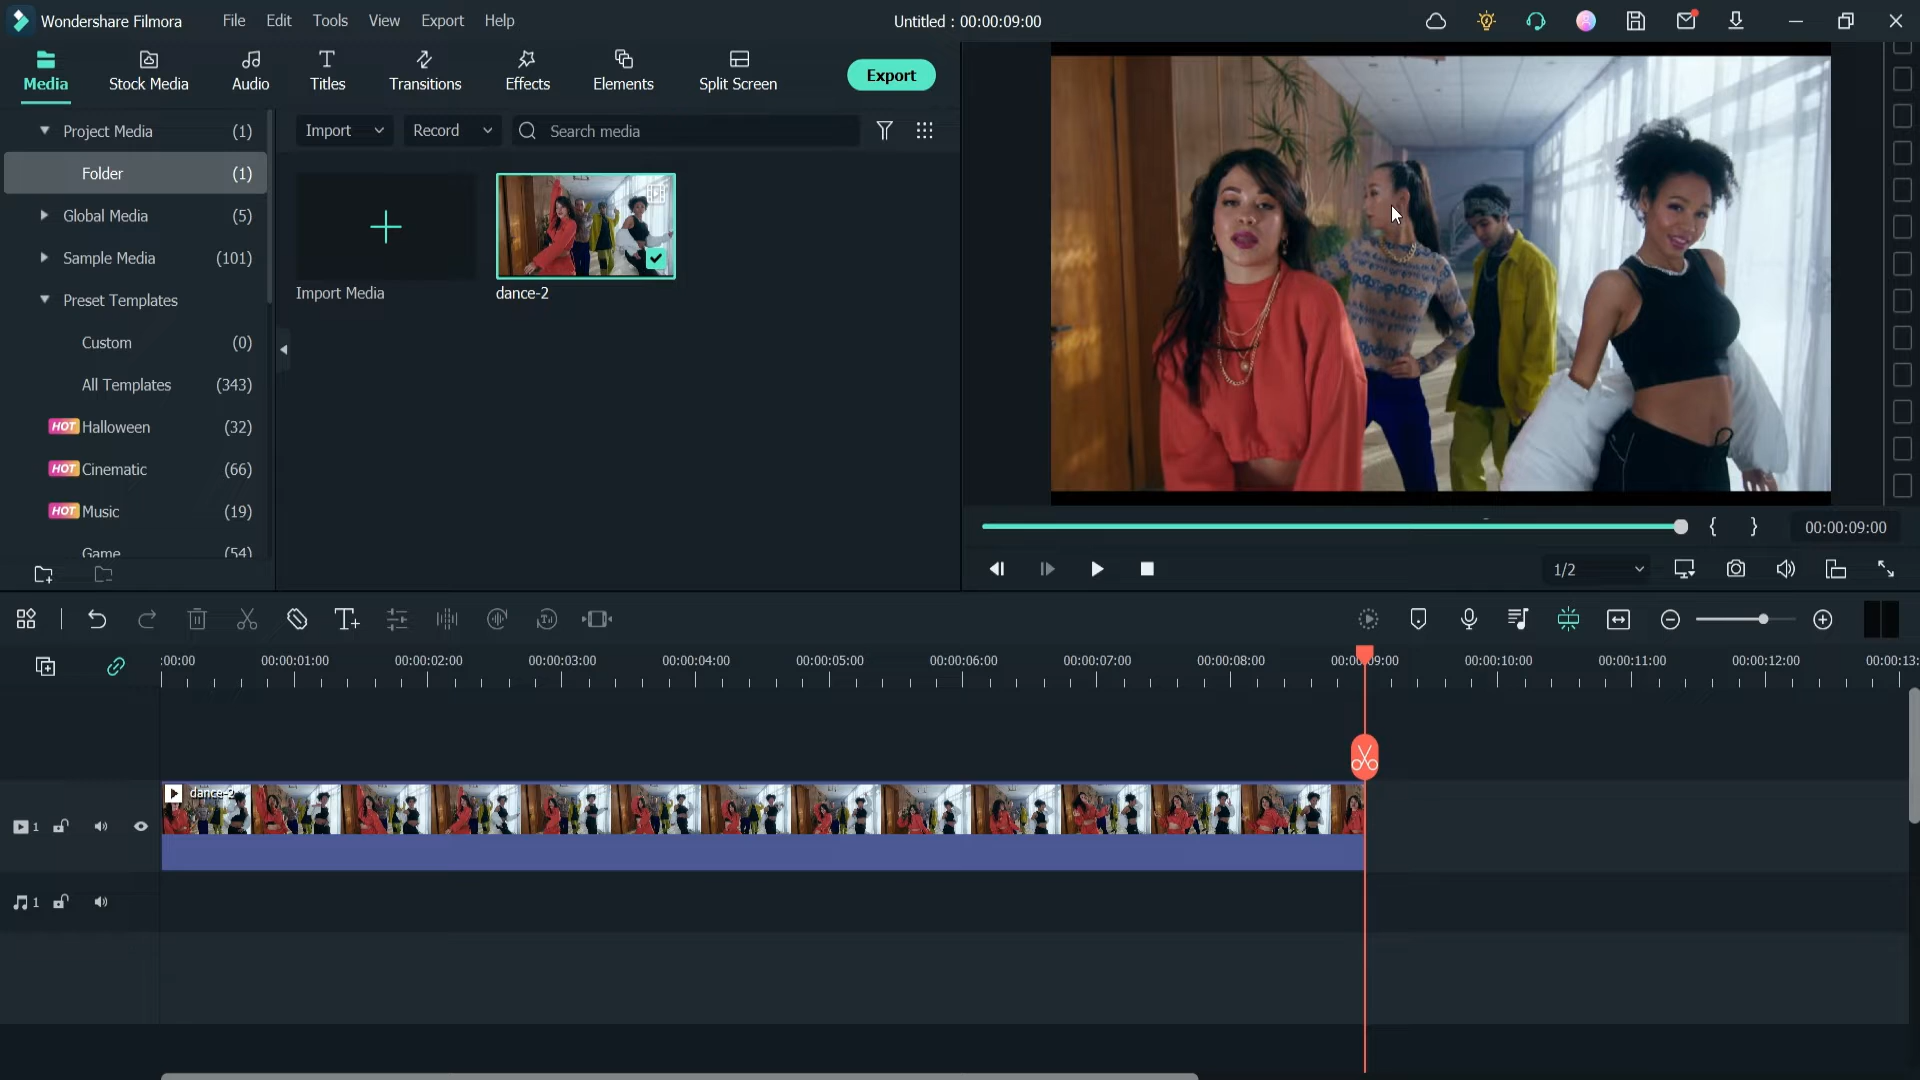 Wondershare Filmora File Edit Tools View Export Help Untitled : 00:00:09:00
Media Stock Media Audio Titles Transitions Effects Elements Split Screen Export
Project Media (1)
Folder (1)
Global Media (5)
Sample Media (101)
Preset Templates
Custom (0)
All Templates (343)
HOT Halloween (32)
HOT Cinematic (66)
HOT Music (19)
Game (54)
Import Record Search media
Import Media dance-2
{ } 00:00:09:00
1/2
:00:00 00:00:01:00 00:00:02:00 00:00:03:00 00:00:04:00 00:00:05:00 00:00:06:00 00:00:07:00 00:00:08:00 00:00:09:00 00:00:10:00 00:00:11:00 00:00:12:00 00:00:13:
dance-2
1
1